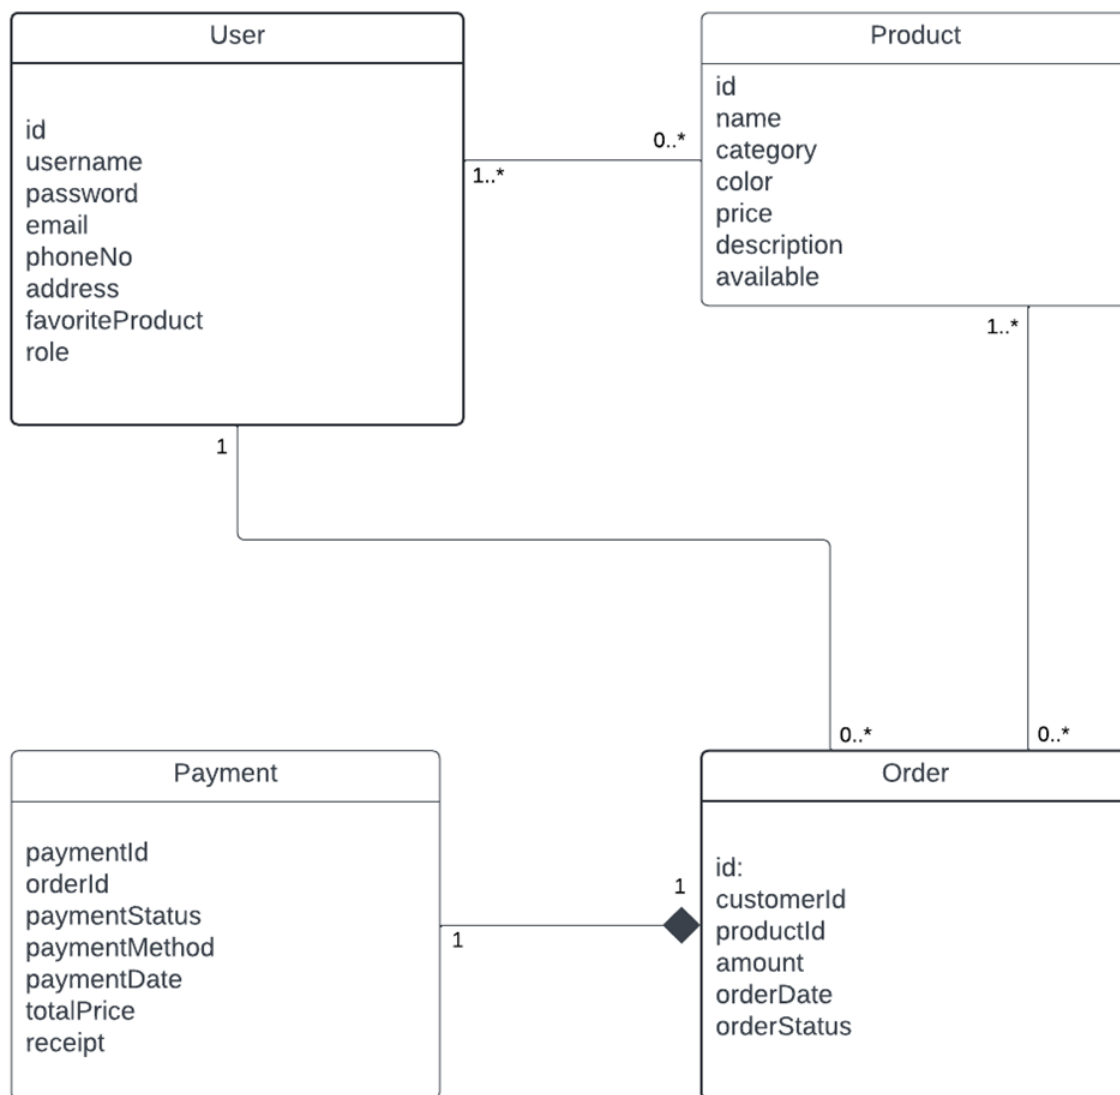 User
id
username
password
email
phoneNo
address
favoriteProduct
role
1..*
0..*
Product
id
name
category
color
price
description
available
1..*
1
0..*
0..*
Payment
paymentId
orderId
paymentStatus
paymentMethod
paymentDate
totalPrice
receipt
1
1
Order
id:
customerId
productId
amount
orderDate
orderStatus